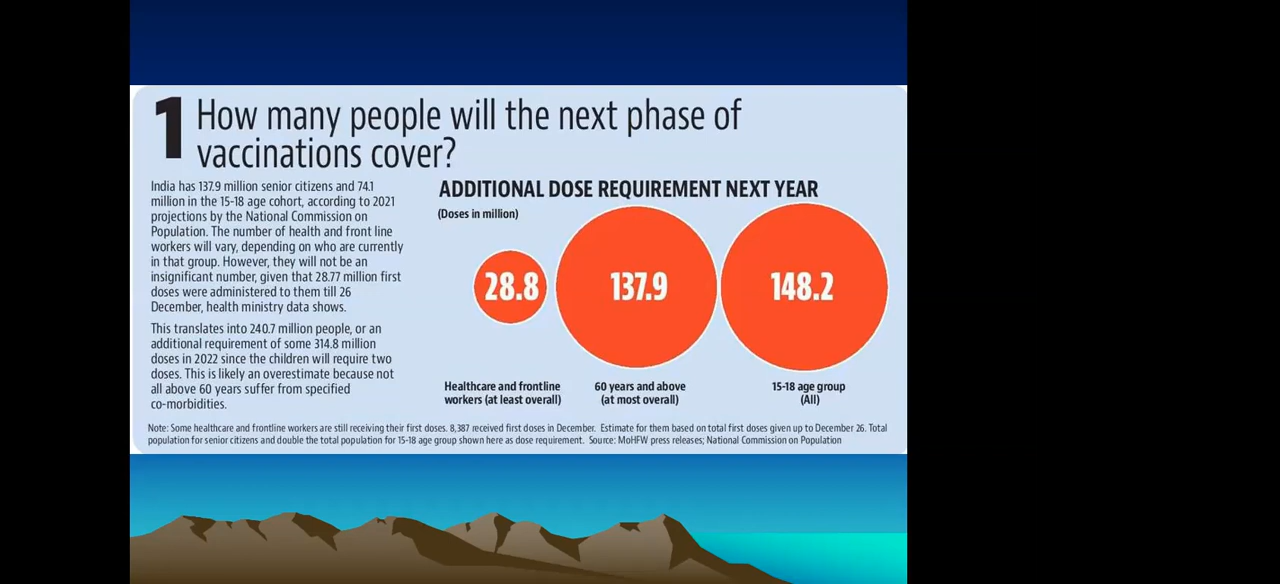 1 How many people will the next phase of
vaccinations cover?
India has 137.9 million senior citizens and 74.1
million in the 15-18 age cohort, according to 2021
projections by the National Commission on
Population. The number of health and front line
workers will vary, depending on who are currently
in that group. However, they will not be an
insignificant number, given that 28.77 million first
doses were administered to them till 26
December, health ministry data shows.
This translates into 240.7 million people, or an
additional requirement of some 314.8 million
doses in 2022 since the children will require two
doses. This is likely an overestimate because not
all above 60 years suffer from specified
co-morbidities.
ADDITIONAL DOSE REQUIREMENT NEXT YEAR
(Doses in million)
28.8
137.9
148.2
Healthcare and frontline
workers (at least overall)
60 years and above
(at most overall)
15-18 age group
(All)
Note: Some healthcare and frontline workers are still receiving their first doses. 8,387 received first doses in December. Estimate for them based on total first doses given up to December 26. Total
population for senior citizens and double the total population for 15-18 age group shown here as dose requirement. Source: MoHFW press releases; National Commission on Population